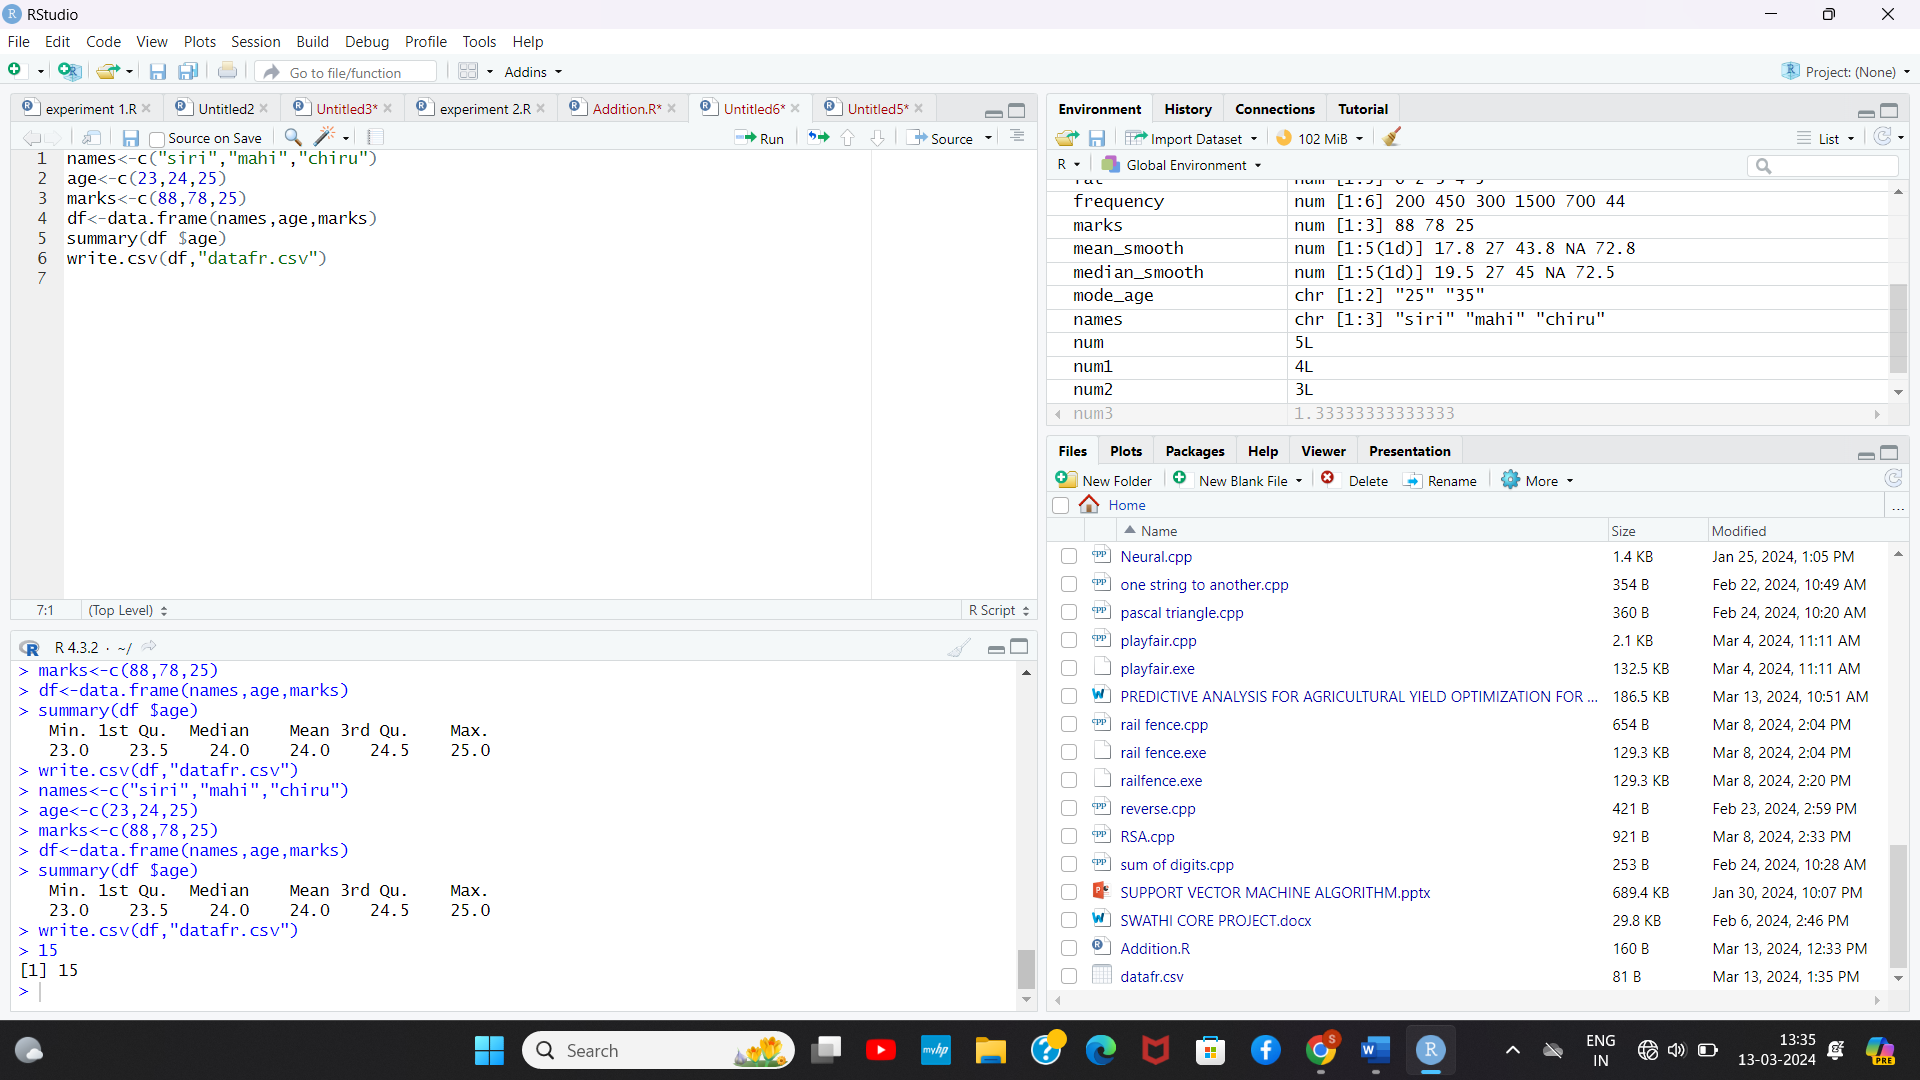 RStudio
File Edit Code View Plots Session Build Debug Profile Tools Help
Go to file/function Addins Project: (None)
experiment 1.R Untitled2 Untitled3* experiment 2.R Addition.R* Untitled6* Untitled5*
Source on Save Run Source
1 names<-c("siri","mahi","chiru")
2 age<-c(23,24,25)
3 marks<-c(88,78,25)
4 df<-data.frame(names,age,marks)
5 summary(df $age)
6 write.csv(df,"datafr.csv")
7
7:1 (Top Level) R Script
R R 4.3.2 · ~/
> marks<-c(88,78,25)
> df<-data.frame(names,age,marks)
> summary(df $age)
Min. 1st Qu. Median Mean 3rd Qu. Max.
23.0 23.5 24.0 24.0 24.5 25.0
> write.csv(df,"datafr.csv")
> names<-c("siri","mahi","chiru")
> age<-c(23,24,25)
> marks<-c(88,78,25)
> df<-data.frame(names,age,marks)
> summary(df $age)
Min. 1st Qu. Median Mean 3rd Qu. Max.
23.0 23.5 24.0 24.0 24.5 25.0
> write.csv(df,"datafr.csv")
> 15
[1] 15
>
Environment History Connections Tutorial
Import Dataset 102 MiB List
R Global Environment
frequency num [1:6] 200 450 300 1500 700 44
marks num [1:3] 88 78 25
mean_smooth num [1:5(1d)] 17.8 27 43.8 NA 72.8
median_smooth num [1:5(1d)] 19.5 27 45 NA 72.5
mode_age chr [1:2] "25" "35"
names chr [1:3] "siri" "mahi" "chiru"
num 5L
num1 4L
num2 3L
num3 1.33333333333333
Files Plots Packages Help Viewer Presentation
New Folder New Blank File Delete Rename More
Home ...
Name Size Modified
Neural.cpp 1.4 KB Jan 25, 2024, 1:05 PM
one string to another.cpp 354 B Feb 22, 2024, 10:49 AM
pascal triangle.cpp 360 B Feb 24, 2024, 10:20 AM
playfair.cpp 2.1 KB Mar 4, 2024, 11:11 AM
playfair.exe 132.5 KB Mar 4, 2024, 11:11 AM
PREDICTIVE ANALYSIS FOR AGRICULTURAL YIELD OPTIMIZATION FOR ... 186.5 KB Mar 13, 2024, 10:51 AM
rail fence.cpp 654 B Mar 8, 2024, 2:04 PM
rail fence.exe 129.3 KB Mar 8, 2024, 2:04 PM
railfence.exe 129.3 KB Mar 8, 2024, 2:20 PM
reverse.cpp 421 B Feb 23, 2024, 2:59 PM
RSA.cpp 921 B Mar 8, 2024, 2:33 PM
sum of digits.cpp 253 B Feb 24, 2024, 10:28 AM
SUPPORT VECTOR MACHINE ALGORITHM.pptx 689.4 KB Jan 30, 2024, 10:07 PM
SWATHI CORE PROJECT.docx 29.8 KB Feb 6, 2024, 2:46 PM
Addition.R 160 B Mar 13, 2024, 12:33 PM
datafr.csv 81 B Mar 13, 2024, 1:35 PM
Search
myhp
S
ENG
IN
13:35
13-03-2024
PRE